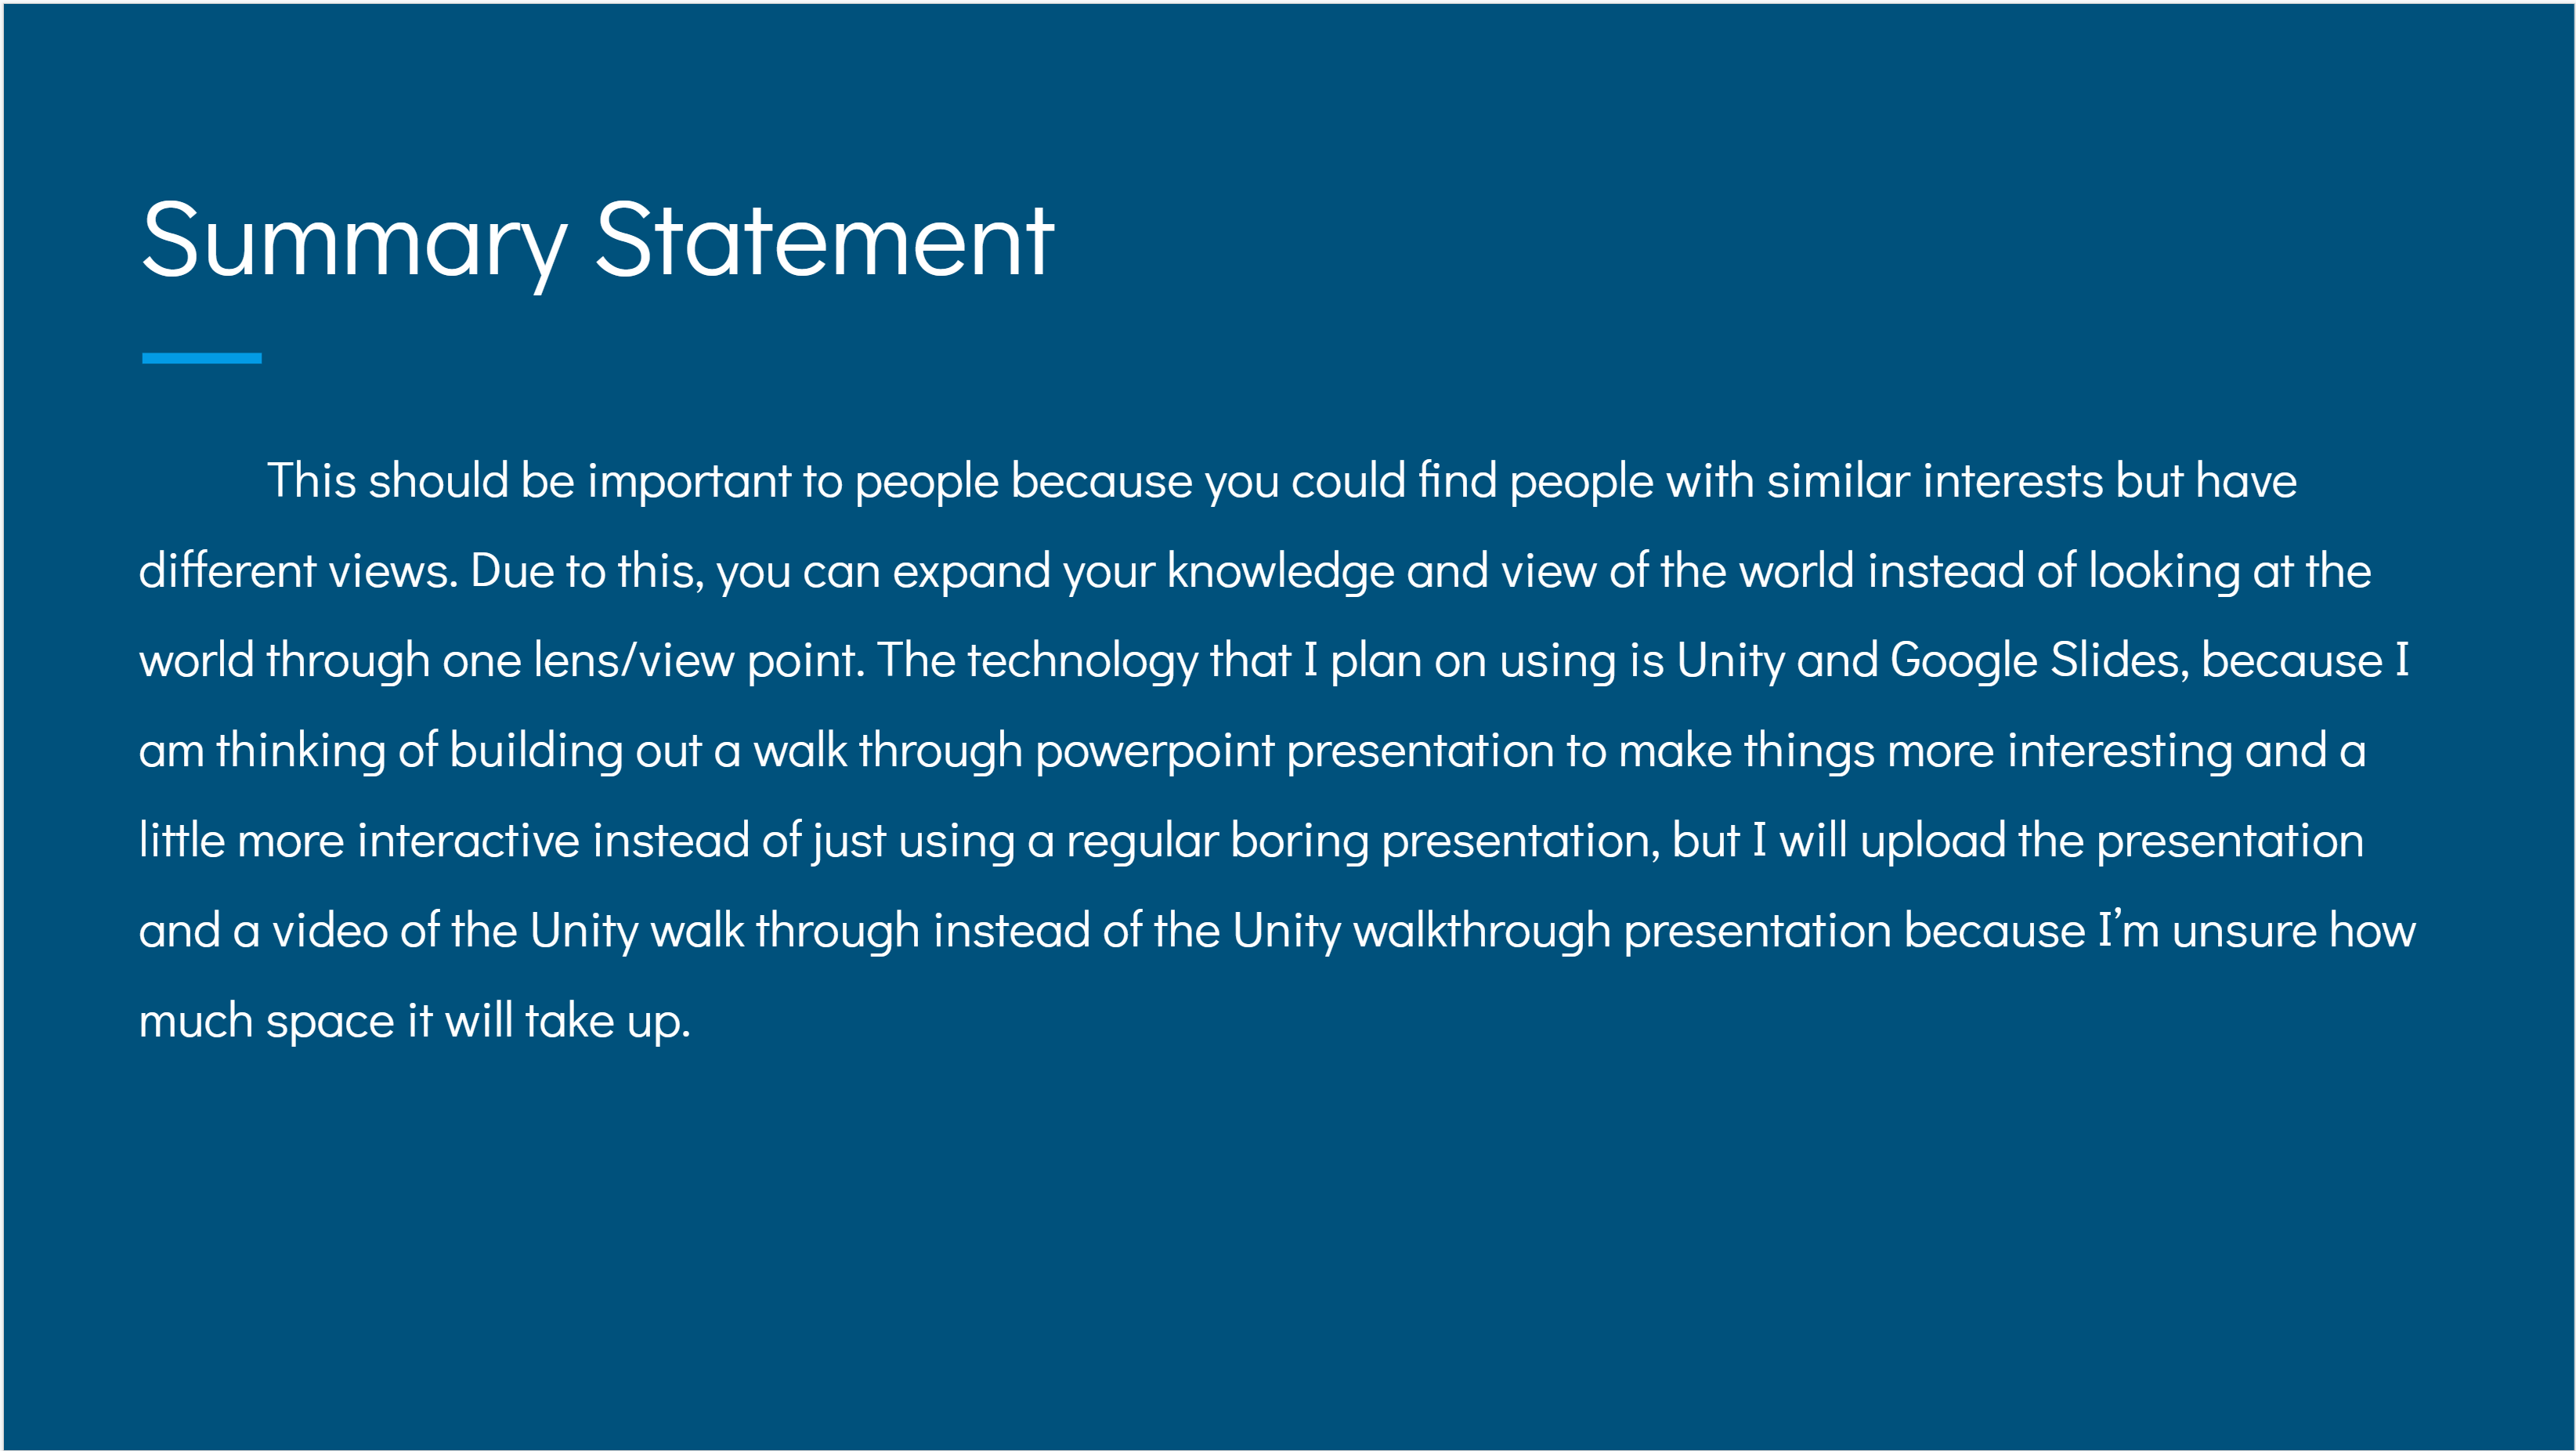 Summary Statement
This should be important to people because you could find people with similar interests but have
different views. Due to this, you can expand your knowledge and view of the world instead of looking at the
world through one lens/view point. The technology that I plan on using is Unity and Google Slides, because I
am thinking of building out a walk through powerpoint presentation to make things more interesting and a
little more interactive instead of just using a regular boring presentation, but I will upload the presentation
and a video of the Unity walk through instead of the Unity walkthrough presentation because I’m unsure how
much space it will take up.